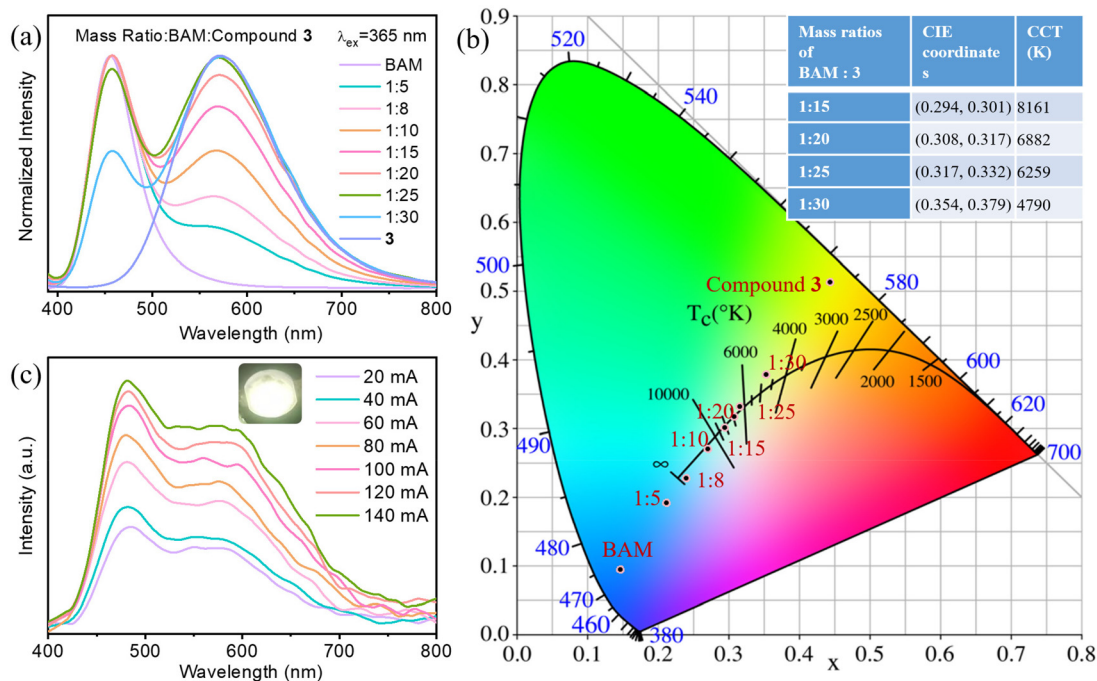 (a)
Mass Ratio:BAM:Compound 3
λex=365 nm
BAM
1:5
1:8
1:10
1:15
1:20
1:25
1:30
3
Normalized Intensity
400 500 600 700 800
Wavelength (nm)
(c)
20 mA
40 mA
60 mA
80 mA
100 mA
120 mA
140 mA
Intensity (a.u.)
400 500 600 700 800
Wavelength (nm)
(b)
Mass ratios of BAM : 3
CIE coordinate s
CCT (K)
1:15 (0.294, 0.301) 8161
1:20 (0.308, 0.317) 6882
1:25 (0.317, 0.332) 6259
1:30 (0.354, 0.379) 4790
0.9
0.8
0.7
0.6
0.5
0.4
0.3
0.2
0.1
0.0
y
0.0 0.1 0.2 0.3 0.4 0.5 0.6 0.7 0.8
x
520
540
500
580
600
620
700
490
480
470
460
380
Compound 3
Tc(°K)
∞
10000
6000
4000
3000
2500
2000
1500
1:30
1:25
1:20
1:15
1:10
1:8
1:5
BAM